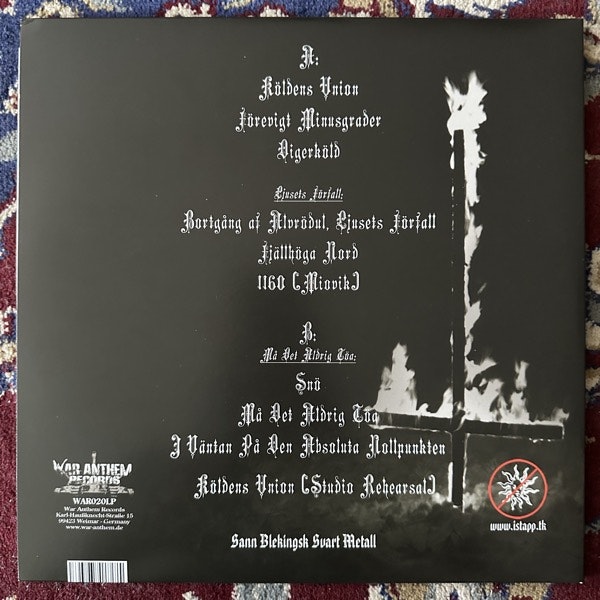 A:
Köldens Union
Förevigt Minusgrader
Digerköld
Ljusets Förfall:
Bortgång af Alvrödul, Ljusets Förfall
Fjällhöga Nord
1160 (Miovik)
B:
Må Det Aldrig Töa:
Snö
Må Det Aldrig Töa
I Väntan På Den Absoluta Nollpunkten
Köldens Union (Studio Rehearsal)
WAR ANTHEM
RECORDS
WAR020LP
War Anthem Records
Karl-Haußknecht-Straße 15
99423 Weimar - Germany
www.war-anthem.de
www.istapp.tk
Sann Blekingsk Svart Metall